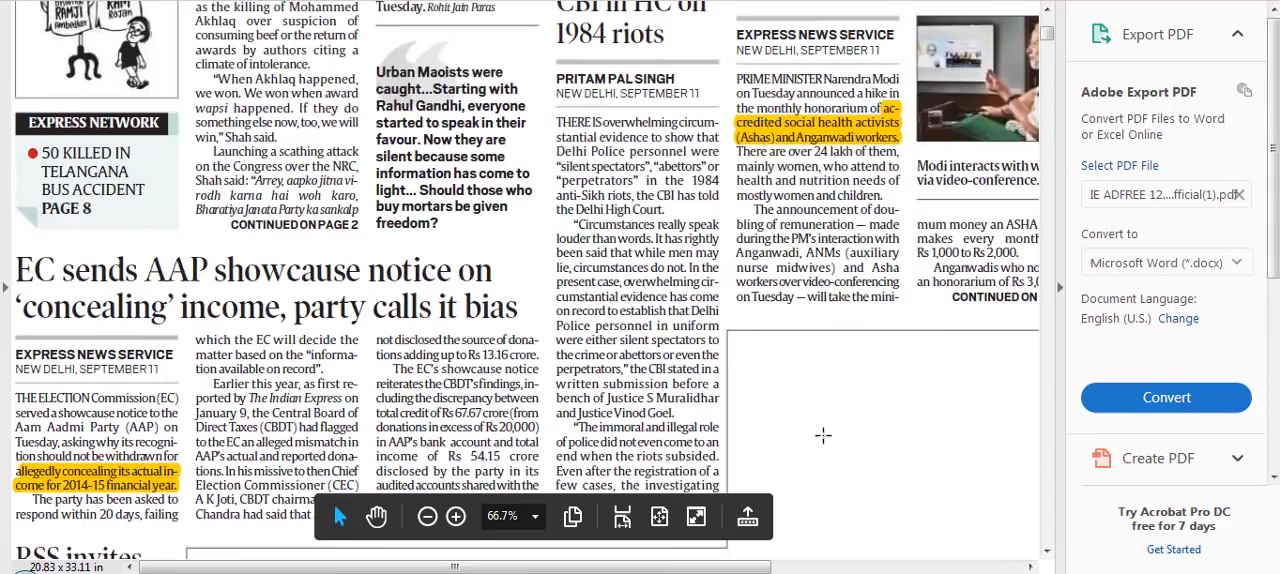 RAMJI
Ambedkar
RAM
RAJAN
EXPRESS NETWORK
50 KILLED IN
TELANGANA
BUS ACCIDENT
PAGE 8
as the killing of Mohammed
Akhlaq over suspicion of
consuming beef or the return of
awards by authors citing a
climate of intolerance.
"When Akhlaq happened,
we won. We won when award
wapsi happened. If they do
something else now, too, we will
win," Shah said.
Launching a scathing attack
on the Congress over the NRC,
Shah said: "Arrey, aapko jitna vi-
rodh karna hai woh karo,
Bharatiya Janata Party ka sankalp
CONTINUED ON PAGE 2
Tuesday. Rohit Jain Paras
Urban Maoists were
caught...Starting with
Rahul Gandhi, everyone
started to speak in their
favour. Now they are
silent because some
information has come to
light... Should those who
buy mortars be given
freedom?
EC sends AAP showcause notice on
'concealing' income, party calls it bias
EXPRESS NEWS SERVICE
NEW DELHI, SEPTEMBER 11
THE ELECTION Commission (EC)
served a showcause notice to the
Aam Aadmi Party (AAP) on
Tuesday, asking why its recogni-
tion should not be withdrawn for
allegedly concealing its actual in-
come for 2014-15 financial year.
The party has been asked to
respond within 20 days, failing
which the EC will decide the
matter based on the "informa-
tion available on record".
Earlier this year, as first re-
ported by The Indian Express on
January 9, the Central Board of
Direct Taxes (CBDT) had flagged
to the EC an alleged mismatch in
AAP's actual and reported dona-
tions. In his missive to then Chief
Election Commissioner (CEC)
A K Joti, CBDT chairma
Chandra had said that
not disclosed the source of dona-
tions adding up to Rs 13.16 crore.
The EC's showcause notice
reiterates the CBDT's findings, in-
cluding the discrepancy between
total credit of Rs 67.67 crore (from
donations in excess of Rs 20,000)
in AAP's bank account and total
income of Rs 54.15 crore
disclosed by the party in its
audited accounts shared with the
RSS invites
CBI in HC on
1984 riots
PRITAM PAL SINGH
NEW DELHI, SEPTEMBER 11
THERE IS overwhelming circum-
stantial evidence to show that
Delhi Police personnel were
"silent spectators", "abettors" or
"perpetrators" in the 1984
anti-Sikh riots, the CBI has told
the Delhi High Court.
"Circumstances really speak
louder than words. It has rightly
been said that while men may
lie, circumstances do not. In the
present case, overwhelming cir-
cumstantial evidence has come
on record to establish that Delhi
Police personnel in uniform
were either silent spectators to
the crime or abettors or even the
perpetrators," the CBI stated in a
written submission before a
bench of Justice S Muralidhar
and Justice Vinod Goel.
"The immoral and illegal role
of police did not even come to an
end when the riots subsided.
Even after the registration of a
few cases, the investigating
EXPRESS NEWS SERVICE
NEW DELHI, SEPTEMBER 11
PRIME MINISTER Narendra Modi
on Tuesday announced a hike in
the monthly honorarium of ac-
credited social health activists
(Ashas) and Anganwadi workers.
There are over 24 lakh of them,
mainly women, who attend to
health and nutrition needs of
mostly women and children.
The announcement of dou-
bling of remuneration — made
during the PM's interaction with
Anganwadi, ANMs (auxiliary
nurse midwives) and Asha
workers over video-conferencing
on Tuesday — will take the mini-
Modi interacts with w
via video-conference.
mum money an ASHA
makes every month
Rs 1,000 to Rs 2,000.
Anganwadis who no
an honorarium of Rs 3,0
CONTINUED ON
66.7%
20.83 x 33.11 in
Export PDF
Adobe Export PDF
Convert PDF Files to Word
or Excel Online
Select PDF File
IE ADFREE 12....fficial(1).pdf
Convert to
Microsoft Word (*.docx)
Document Language:
English (U.S.) Change
Convert
Create PDF
Try Acrobat Pro DC
free for 7 days
Get Started